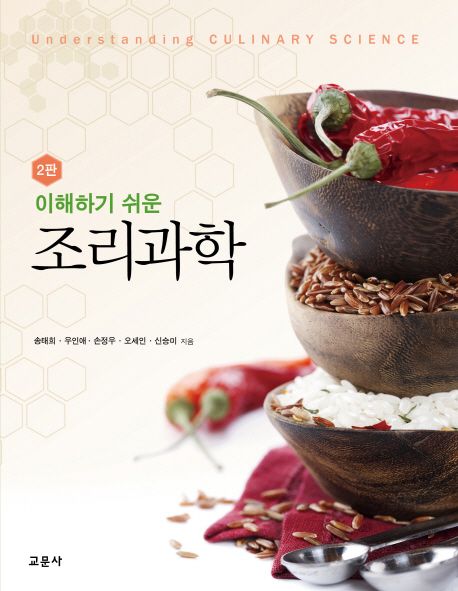 Understanding CULINARY SCIENCE
2판
이해하기 쉬운
조리과학
송태희 · 우인애 · 손정우 · 오세인 · 신승미 지음
교문사